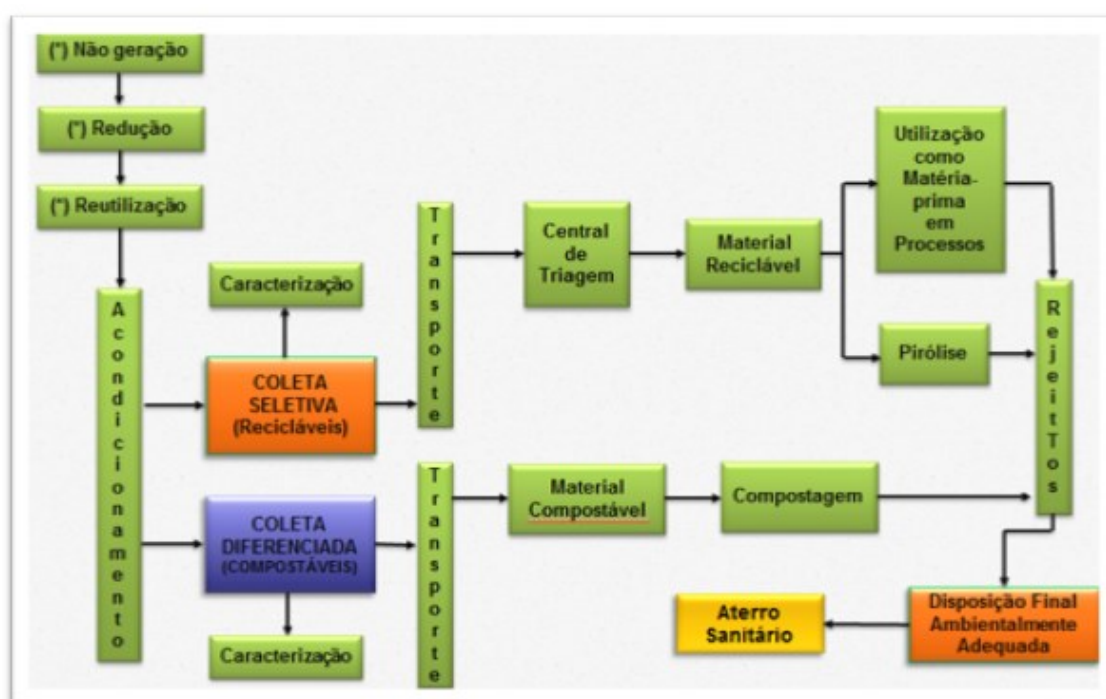 (*) Não geração
(*) Redução
(*) Reutilização
Acondicionamento
Caracterização
COLETA
SELETIVA
(Recicláveis)
COLETA
DIFERENCIADA
(COMPOSTÁVEIS)
Caracterização
Transporte
Central
de
Triagem
Material
Reciclável
Utilização
como
Matéria-
prima
em
Processos
Pirólise
Transporte
Material
Compostável
Compostagem
RejeitTos
Disposição Final
Ambientalmente
Adequada
Aterro
Sanitário